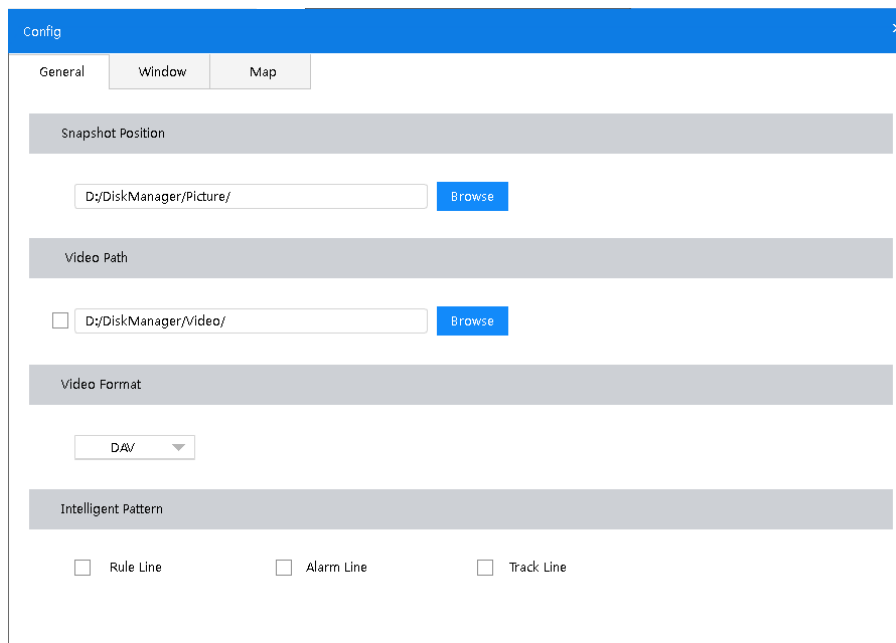 Config
General Window Map
Snapshot Position
D:/DiskManager/Picture/ Browse
Video Path
D:/DiskManager/Video/ Browse
Video Format
DAV
Intelligent Pattern
Rule Line Alarm Line Track Line